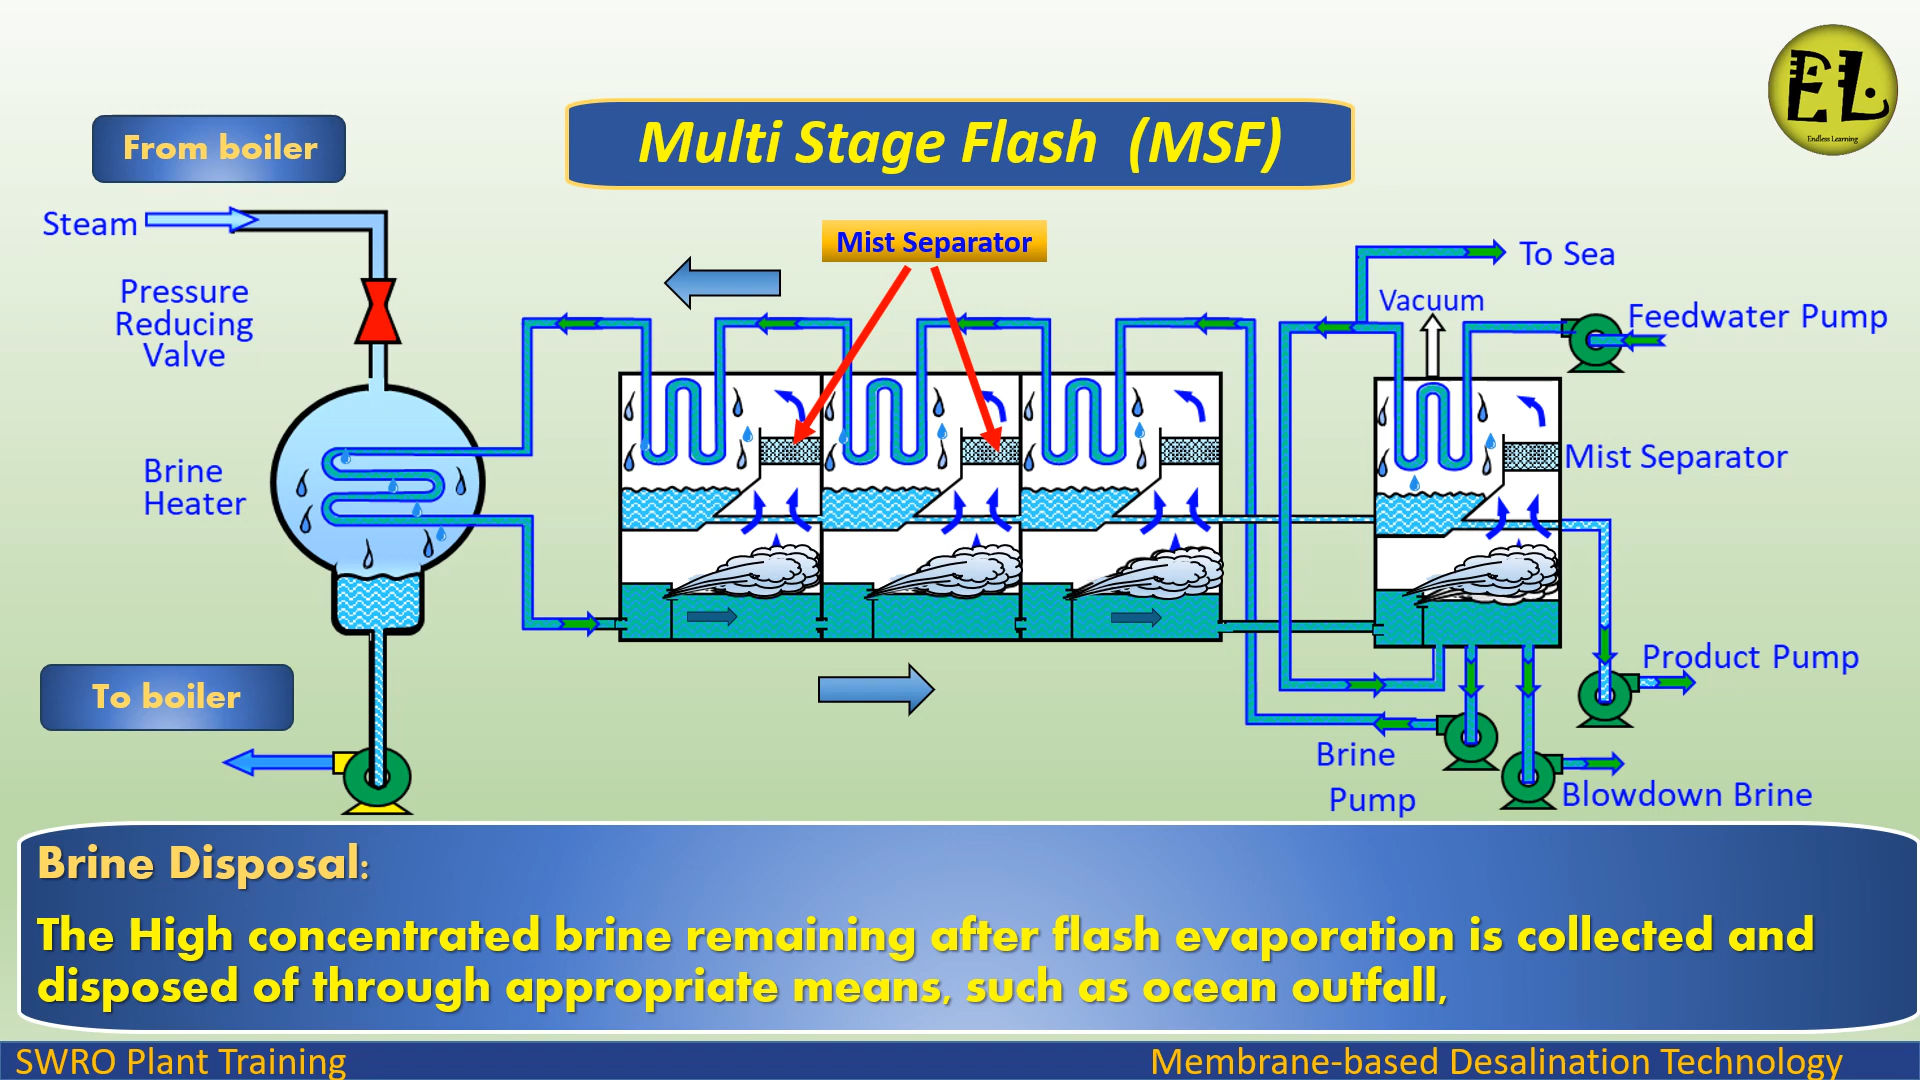 EL
Endless Learning
Multi Stage Flash (MSF)
From boiler
Steam
Mist Separator
To Sea
Vacuum
Feedwater Pump
Pressure
Reducing
Valve
Brine
Heater
Mist Separator
To boiler
Product Pump
Brine
Pump
Blowdown Brine
Brine Disposal:
The High concentrated brine remaining after flash evaporation is collected and
disposed of through appropriate means, such as ocean outfall,
SWRO Plant Training
Membrane-based Desalination Technology